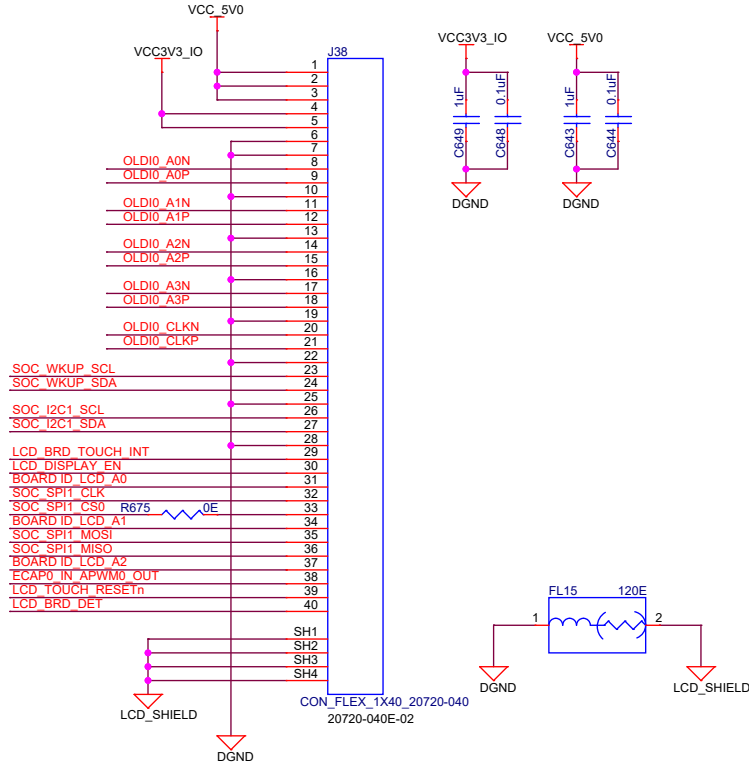 VCC_5V0
VCC3V3_IO
J38
1
2
3
4
5
6
7
OLDI0_A0N 8
OLDI0_A0P 9
10
OLDI0_A1N 11
OLDI0_A1P 12
13
OLDI0_A2N 14
OLDI0_A2P 15
16
OLDI0_A3N 17
OLDI0_A3P 18
19
OLDI0_CLKN 20
OLDI0_CLKP 21
22
SOC_WKUP_SCL 23
SOC_WKUP_SDA 24
25
SOC_I2C1_SCL 26
SOC_I2C1_SDA 27
28
LCD_BRD_TOUCH_INT 29
LCD_DISPLAY_EN 30
BOARD ID_LCD_A0 31
SOC_SPI1_CLK 32
SOC_SPI1_CS0 R675 0E 33
BOARD ID_LCD_A1 34
SOC_SPI1_MOSI 35
SOC_SPI1_MISO 36
BOARD ID_LCD_A2 37
ECAP0_IN_APWM0_OUT 38
LCD_TOUCH_RESETn 39
LCD_BRD_DET 40
SH1
SH2
SH3
SH4
LCD_SHIELD
CON_FLEX_1X40_20720-040
20720-040E-02
DGND
VCC3V3_IO
C649 1uF
C648 0.1uF
DGND
VCC_5V0
C643 1uF
C644 0.1uF
DGND
FL15 120E
1 2
DGND
LCD_SHIELD